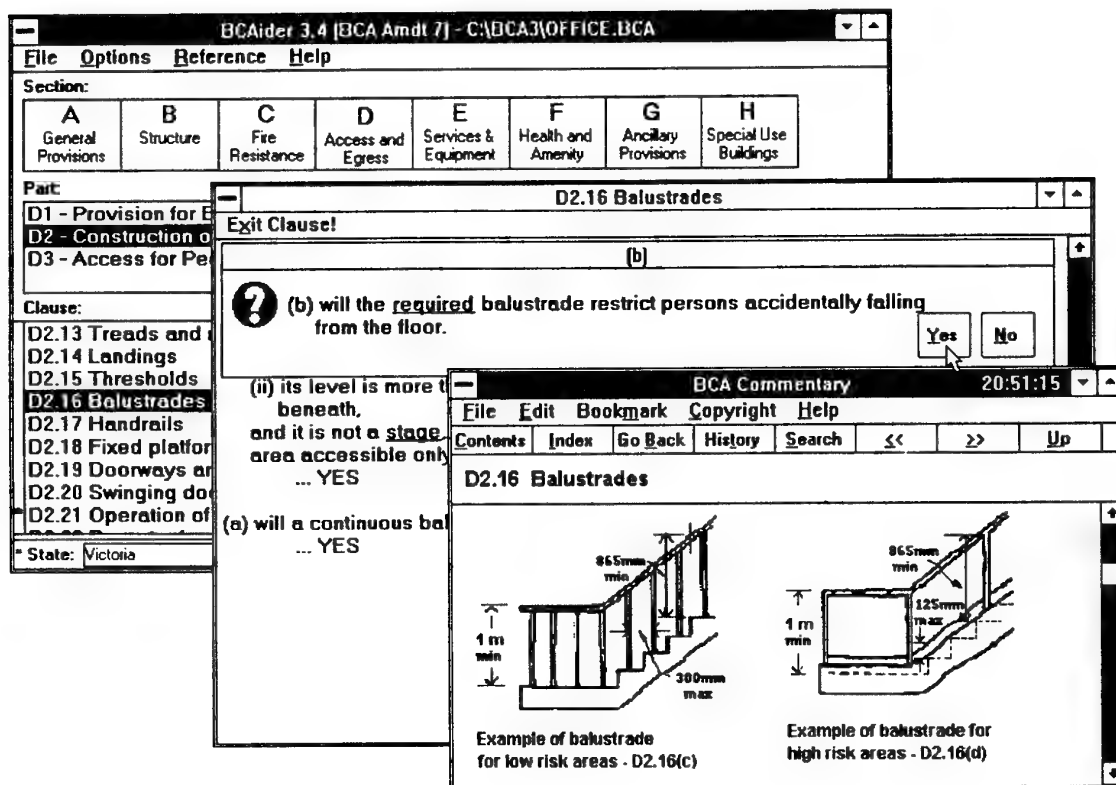 BCAider 3.4 [BCA Amdt 7] - C:\BCA3\OFFICE.BCA
File Options Reference Help
Section:
A General Provisions
B Structure
C Fire Resistance
D Access and Egress
E Services & Equipment
F Health and Amenity
G Ancillary Provisions
H Special Use Buildings
Part:
D1 - Provision for E
D2 - Construction o
D3 - Access for Pe
Clause:
D2.13 Treads and
D2.14 Landings
D2.15 Thresholds
D2.16 Balustrades
D2.17 Handrails
D2.18 Fixed platfor
D2.19 Doorways ar
D2.20 Swinging do
D2.21 Operation of
State: Victoria
D2.16 Balustrades
Exit Clause!
(b)
(b) will the required balustrade restrict persons accidentally falling
from the floor.
Yes No
(ii) its level is more t
beneath,
and it is not a stage
area accessible only
... YES
(a) will a continuous bal
... YES
BCA Commentary 20:51:15
File Edit Bookmark Copyright Help
Contents Index Go Back History Search << >> Up
D2.16 Balustrades
865mm
min
1 m
min
300mm
max
Example of balustrade
for low risk areas - D2.16(c)
865mm
min
125mm
max
1 m
min
Example of balustrade for
high risk areas - D2.16(d)